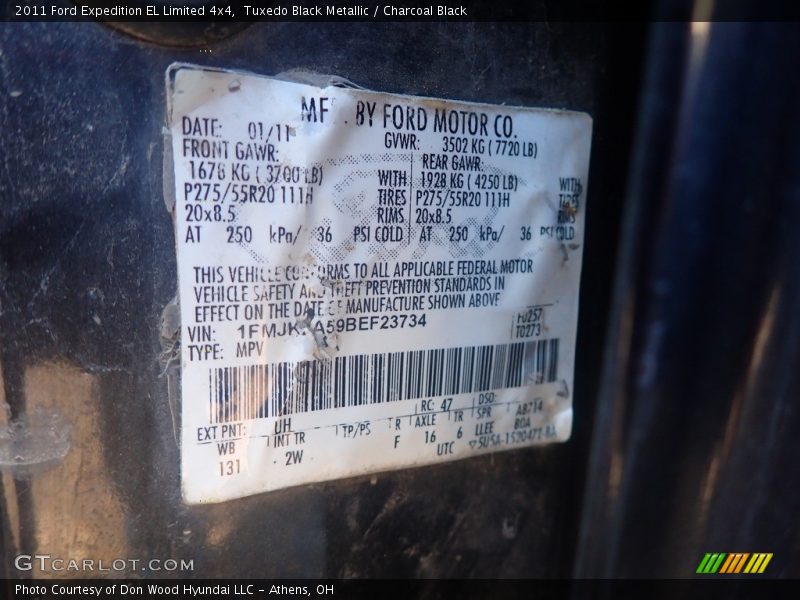 2011 Ford Expedition EL Limited 4x4, Tuxedo Black Metallic / Charcoal Black
BY FORD MOTOR CO.
DATE: 01/11 GVWR: 3502 KG ( 7720 LB)
FRONT GAWR: REAR GAWR:
1678 KG ( 3700 LB) WITH 1928 KG ( 4250 LB) WITH
P275/55R20 111H TIRES P275/55R20 111H TIRES
20x8.5 RIMS 20x8.5 RIMS
AT 250 kPa/ 36 PSI COLD AT 250 kPa/ 36 PSI COLD
THIS VEHICLE TO ALL APPLICABLE FEDERAL MOTOR
VEHICLE SAFETY AND THEFT PREVENTION STANDARDS IN
EFFECT ON THE DATE OF MANUFACTURE SHOWN ABOVE
VIN: F0257
TYPE: MPV T0273
RC: 47 DSO:
EXT PNT: UH AXLE TR SPR
WB INT TR TP/PS R 16 6 LLEE BOA
131 2W F UTC
GTCARLOT.COM
Photo Courtesy of Don Wood Hyundai LLC - Athens, OH